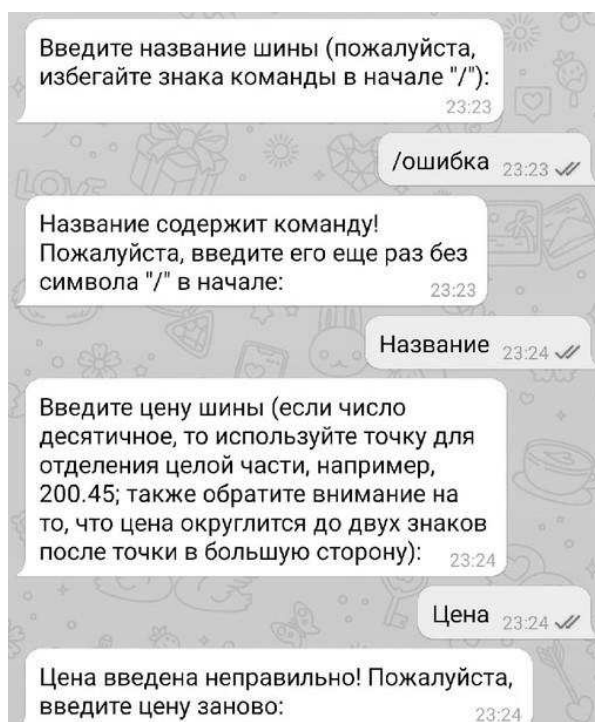 Введите название шины (пожалуйста,
избегайте знака команды в начале "/"):
23:23
/ошибка 23:23
Название содержит команду!
Пожалуйста, введите его еще раз без
символа "/" в начале:
23:23
Название 23:24
Введите цену шины (если число
десятичное, то используйте точку для
отделения целой части, например,
200.45; также обратите внимание на
то, что цена округлится до двух знаков
после точки в большую сторону):
23:24
Цена 23:24
Цена введена неправильно! Пожалуйста,
введите цену заново:
23:24
LOVE